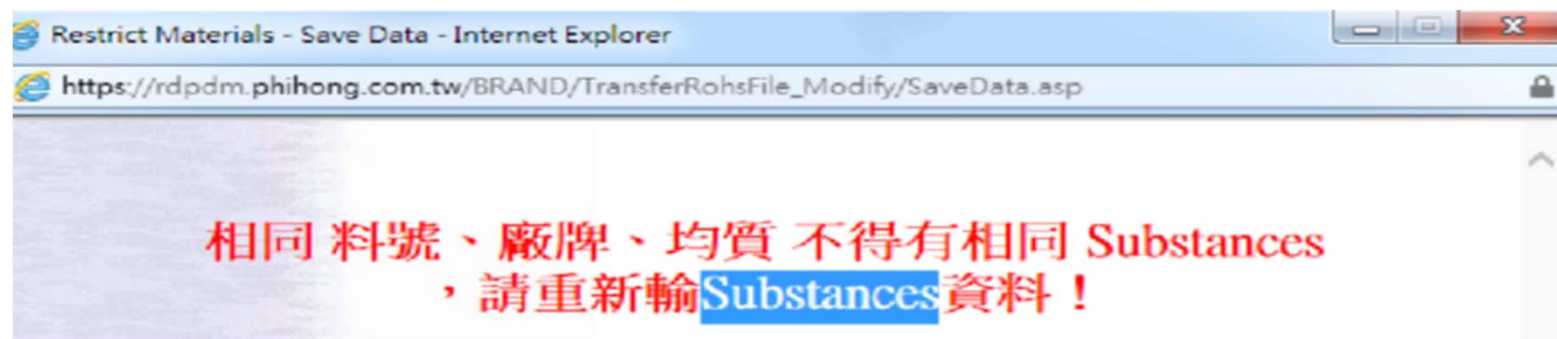 Restrict Materials - Save Data - Internet Explorer
https://rdpdm.phihong.com.tw/BRAND/TransferRohsFile_Modify/SaveData.asp
相同 料號、廠牌、均質 不得有相同 Substances
，請重新輸Substances資料！